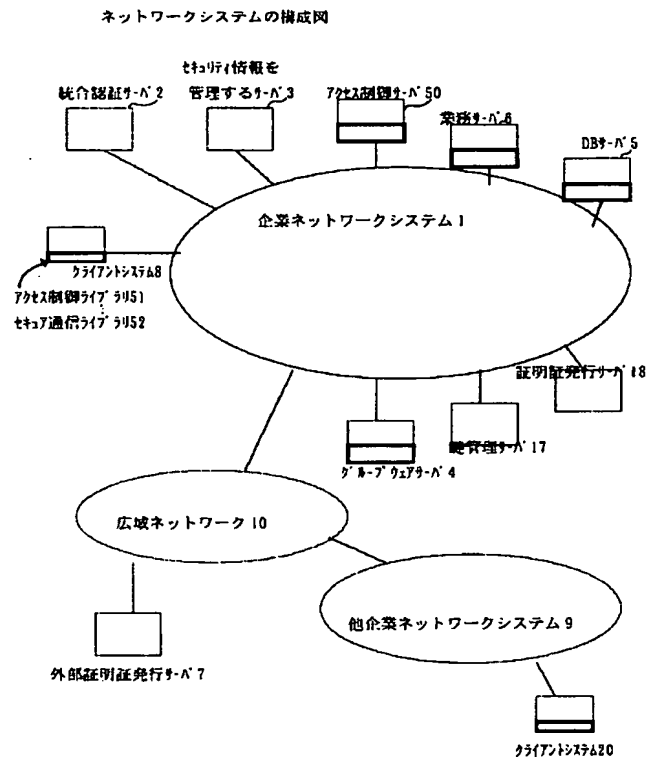 ネットワークシステムの構成図
セキュリティ情報を
統合認証サーバ2
管理するサーバ3
アクセス制御サーバ50
業務サーバ6
DBサーバ5
企業ネットワークシステム1
クライアントシステム8
アクセス制御ライブラリ51
セキュア通信ライブラリ52
証明証発行サーバ18
鍵管理サーバ17
グループウェアサーバ4
広域ネットワーク10
他企業ネットワークシステム9
外部証明証発行サーバ7
クライアントシステム20